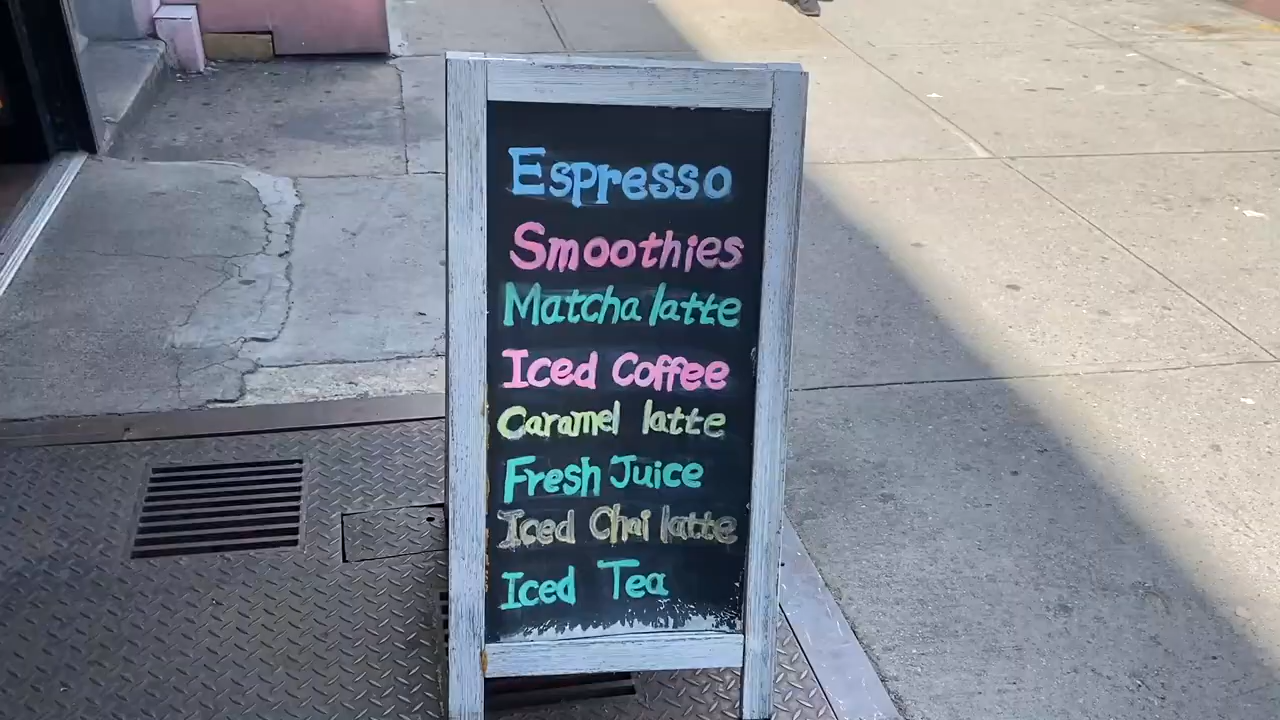 Espresso
Smoothies
Matcha latte
Iced Coffee
Caramel latte
Fresh Juice
Iced Chai latte
Iced Tea